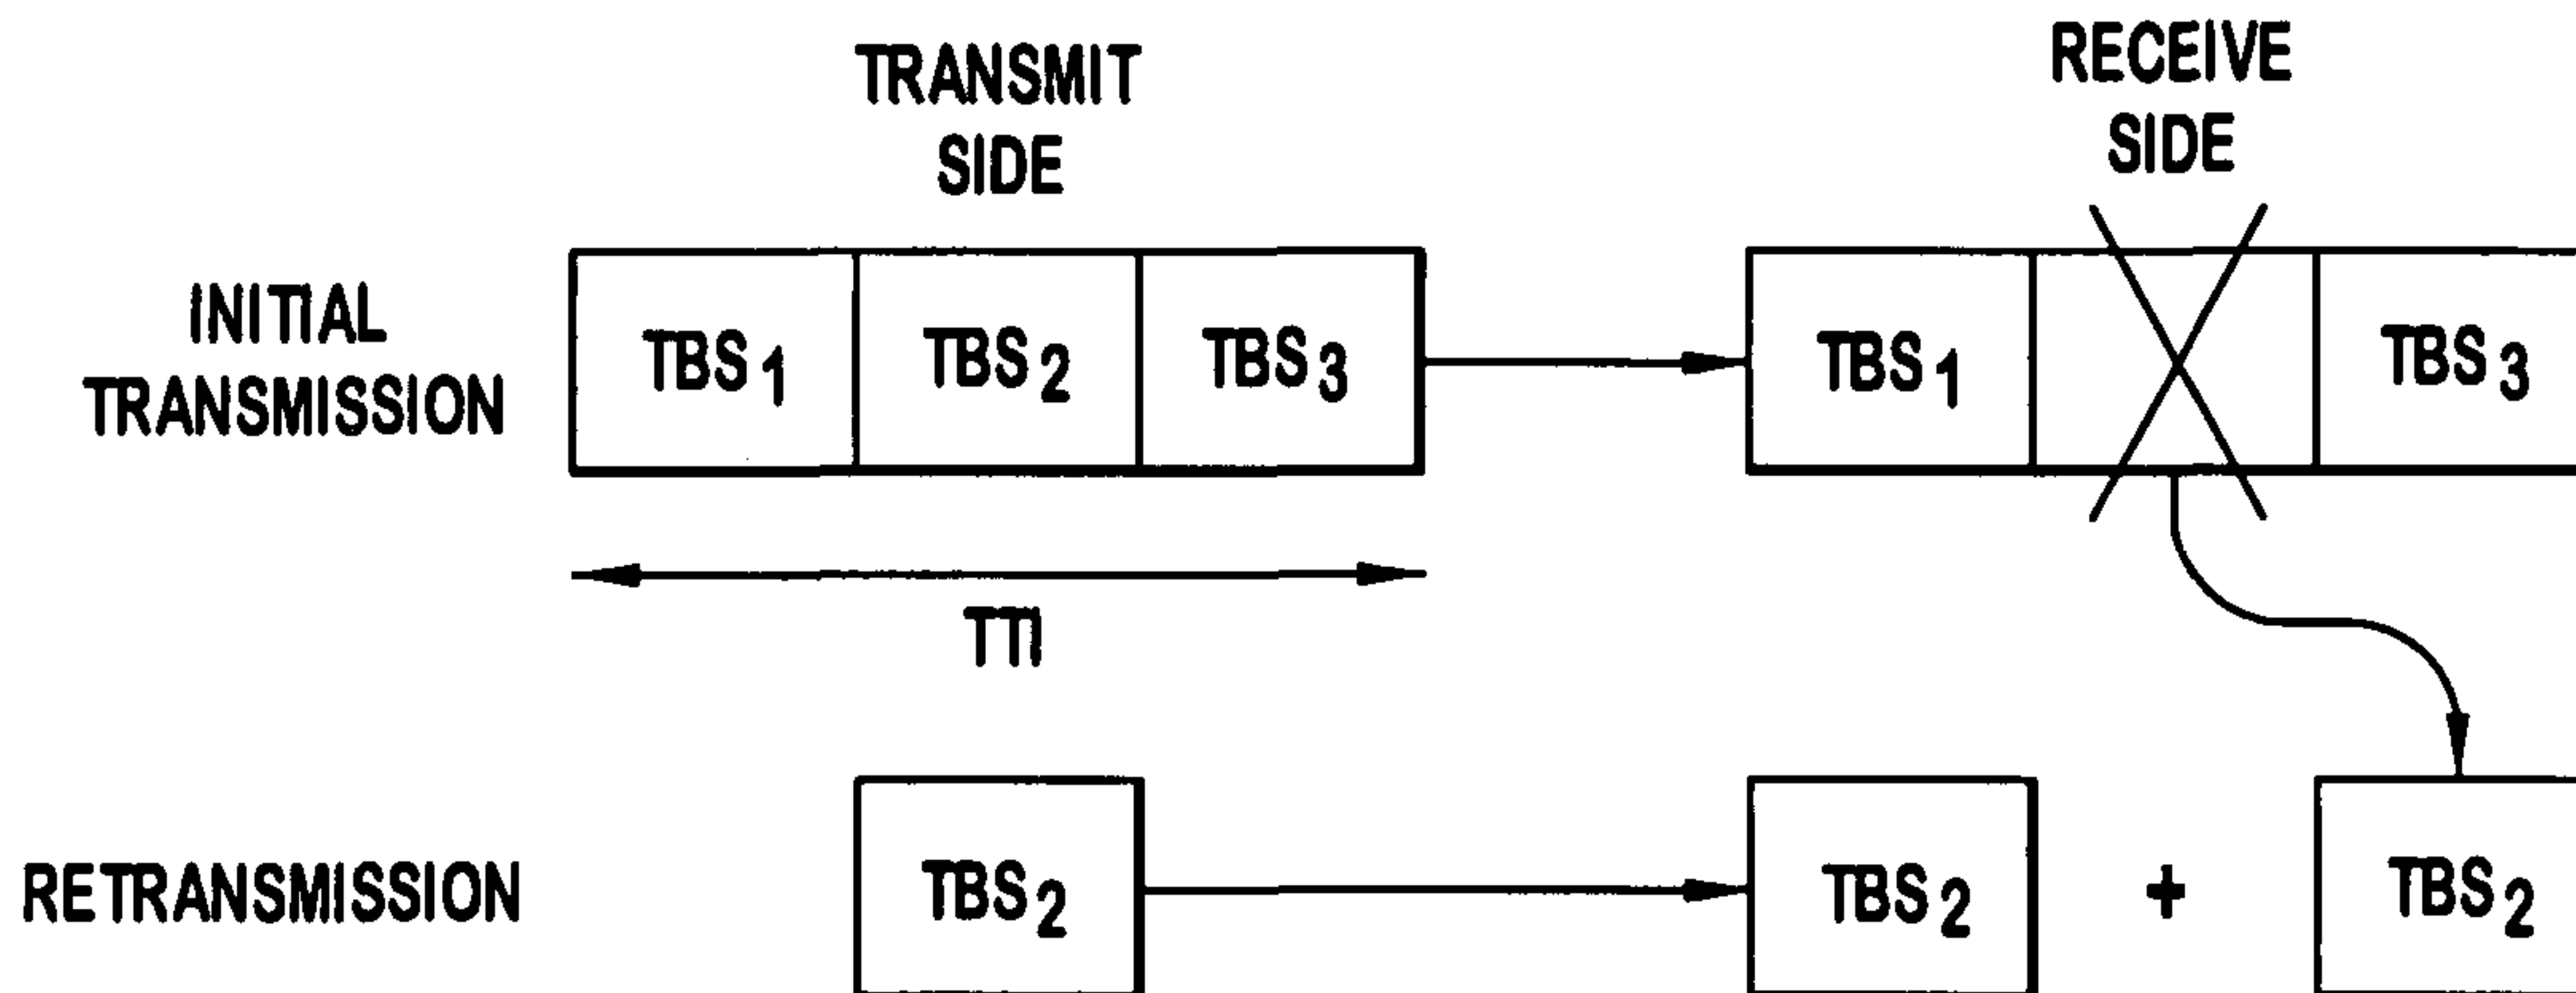 TRANSMIT
SIDE
RECEIVE
SIDE
INITIAL
TRANSMISSION
TBS1
TBS2
TBS3
TBS1
TBS3
TTI
RETRANSMISSION
TBS2
TBS2
+
TBS2